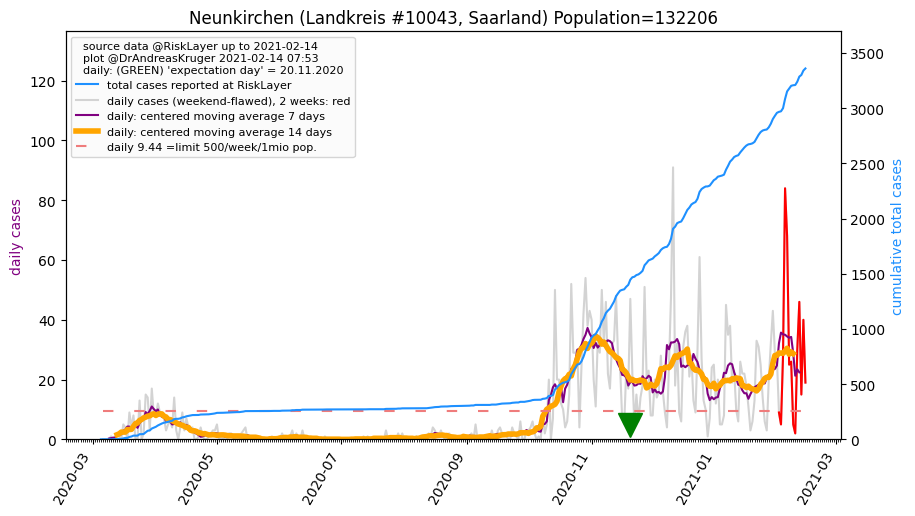 Neunkirchen (Landkreis #10043, Saarland) Population=132206
source data @RiskLayer up to 2021-02-14
plot @DrAndreasKruger 2021-02-14 07:53
daily: (GREEN) 'expectation day' = 20.11.2020
total cases reported at RiskLayer
daily cases (weekend-flawed), 2 weeks: red
daily: centered moving average 7 days
daily: centered moving average 14 days
daily 9.44 =limit 500/week/1mio pop.
daily cases
120
100
80
60
40
20
0
cumulative total cases
3500
3000
2500
2000
1500
1000
500
0
2020-03
2020-05
2020-07
2020-09
2020-11
2021-01
2021-03